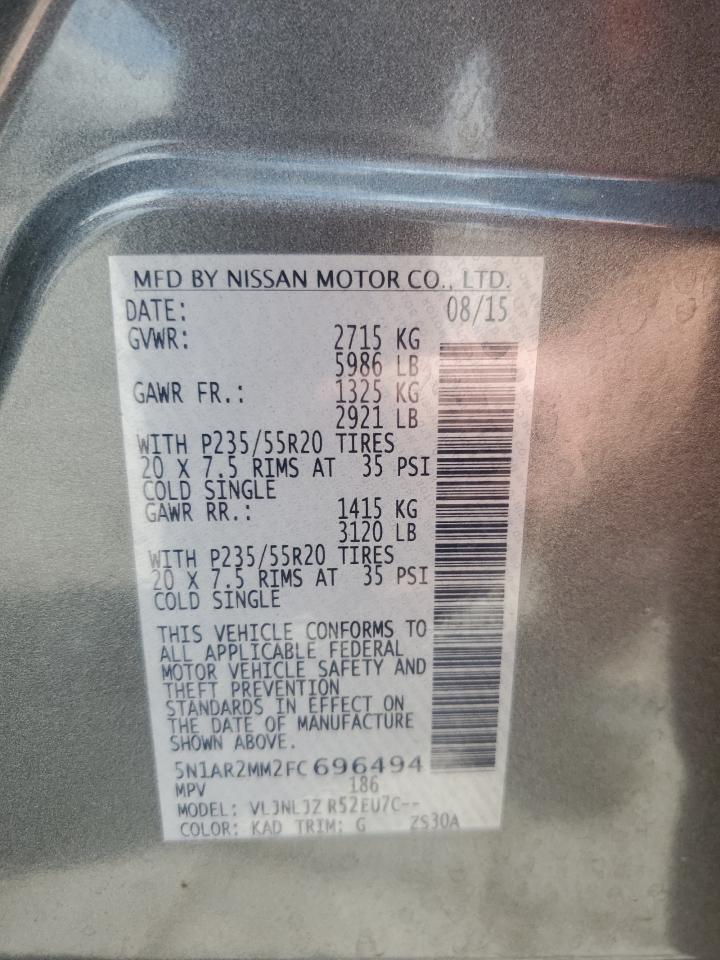 MFD BY NISSAN MOTOR CO., LTD.
DATE: 08/15
GVWR: 2715 KG
5986 LB
GAWR FR.: 1325 KG
2921 LB
WITH P235/55R20 TIRES
20 X 7.5 RIMS AT 35 PSI
COLD SINGLE
GAWR RR.: 1415 KG
3120 LB
WITH P235/55R20 TIRES
20 X 7.5 RIMS AT 35 PSI
COLD SINGLE
THIS VEHICLE CONFORMS TO
ALL APPLICABLE FEDERAL
MOTOR VEHICLE SAFETY AND
THEFT PREVENTION
STANDARDS IN EFFECT ON
THE DATE OF MANUFACTURE
SHOWN ABOVE.
5N1AR2MM2FC696494
MPV 186
MODEL: VLJNLJZ R52EU7C--
COLOR: KAD TRIM: G ZS30A